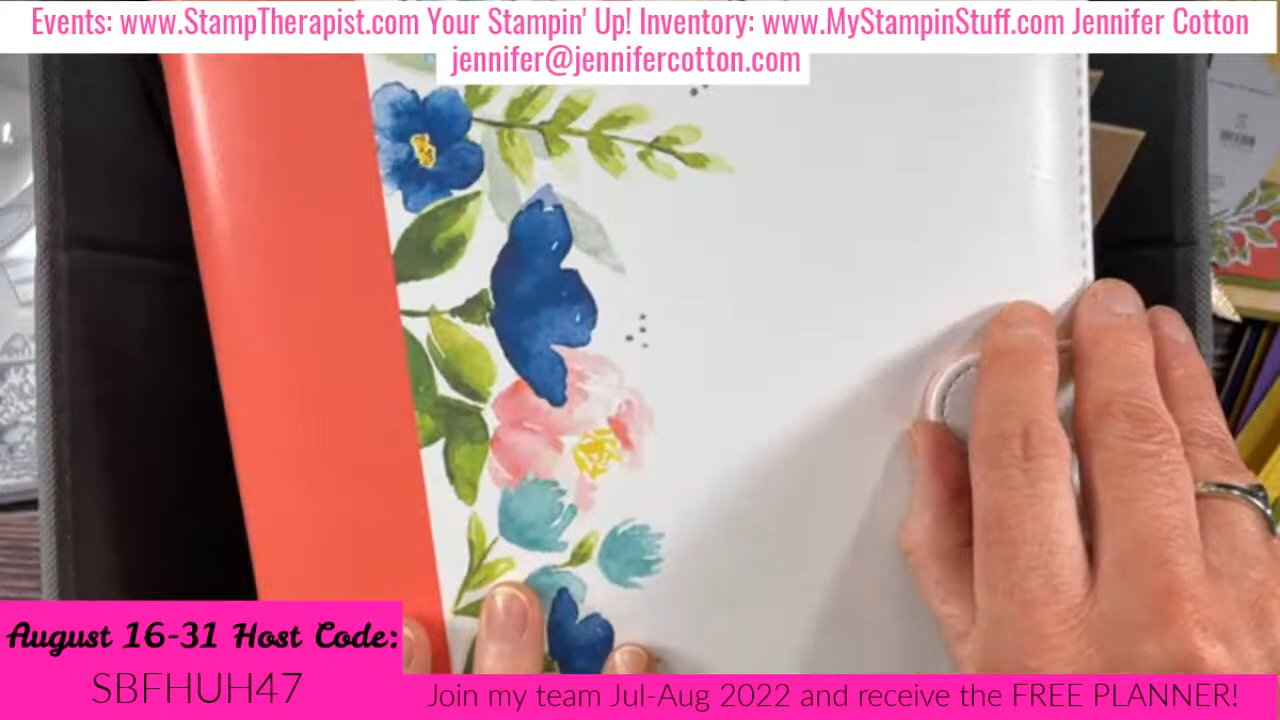 Events: www.StampTherapist.com Your Stampin' Up! Inventory: www.MyStampinStuff.com Jennifer Cotton
jennifer@jennifercotton.com
August 16-31 Host Code:
SBFHUH47
Join my team Jul-Aug 2022 and receive the FREE PLANNER!